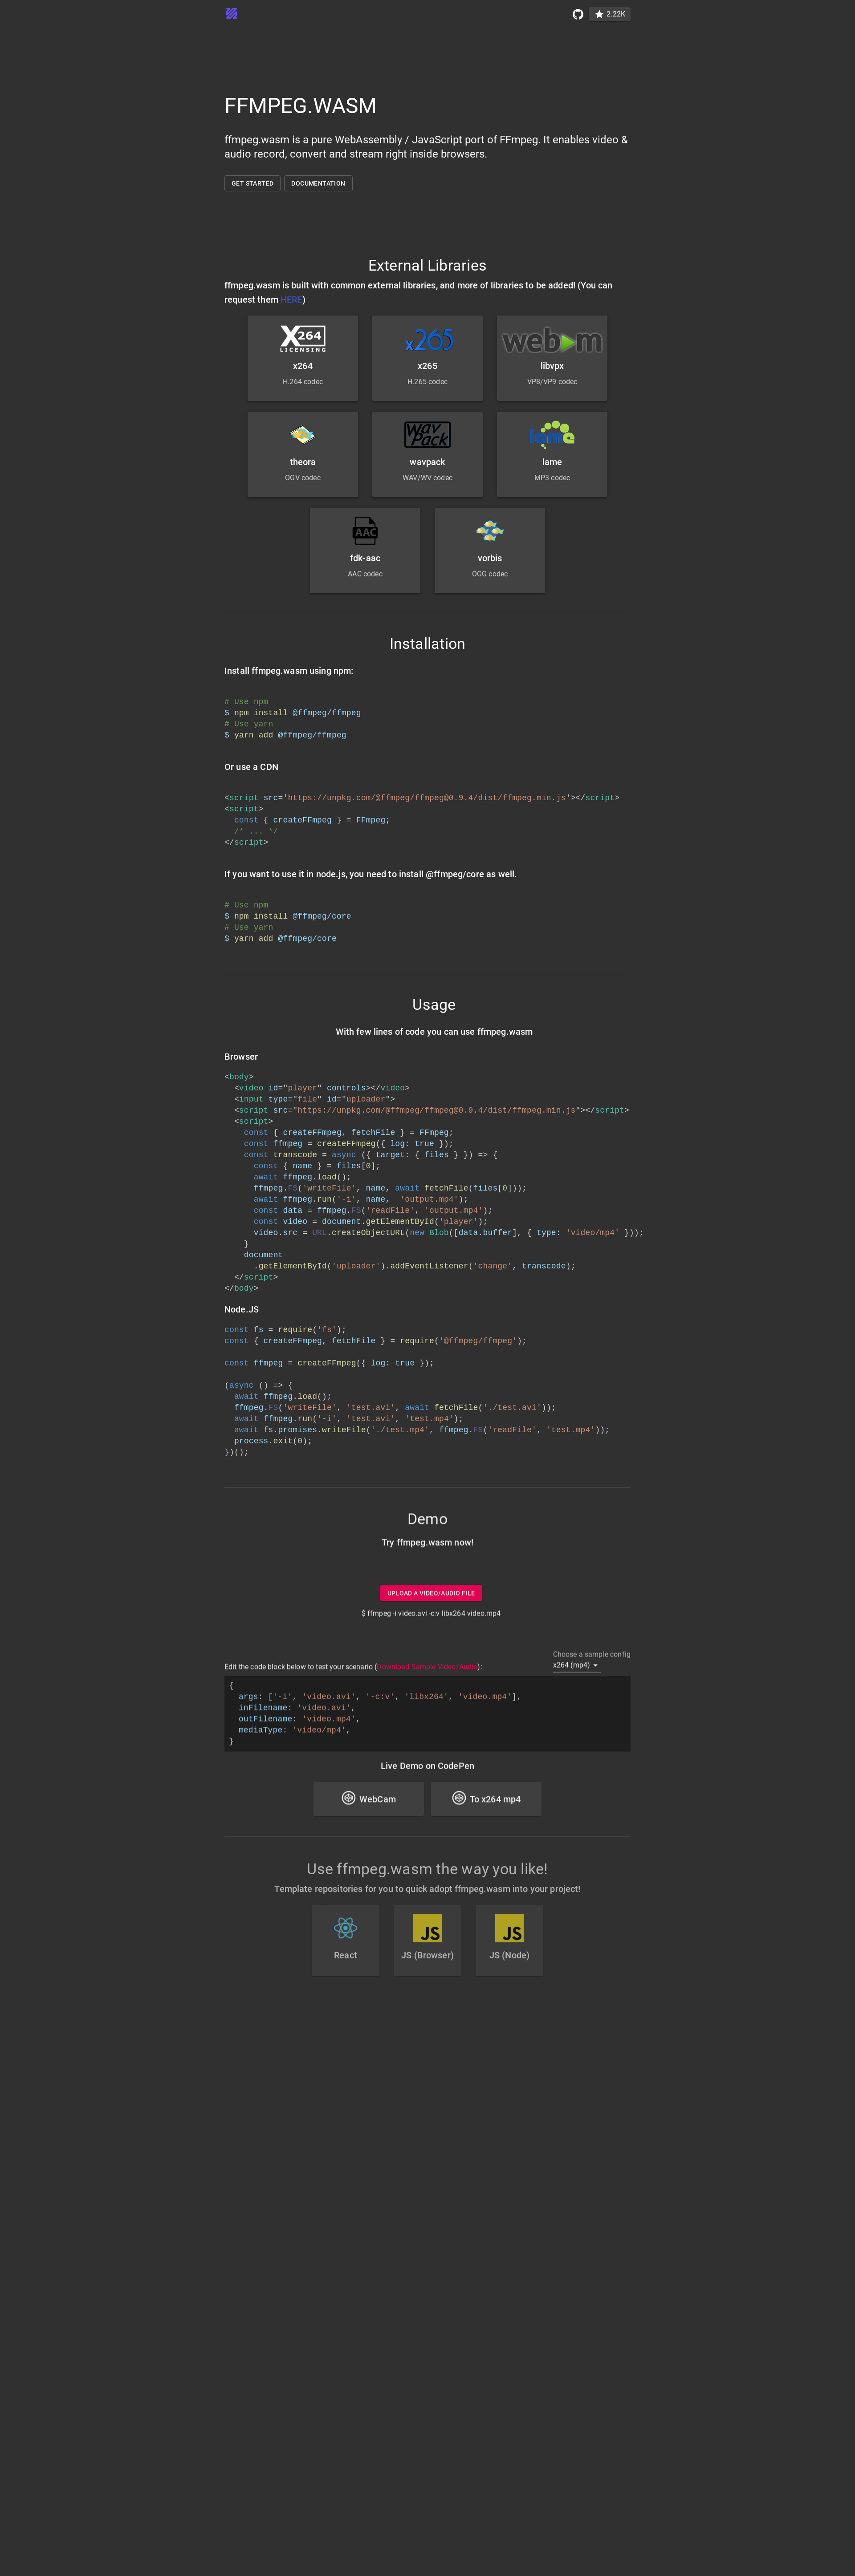 2.22K
FFMPEG.WASM
ffmpeg.wasm is a pure WebAssembly / JavaScript port of FFmpeg. It enables video &
audio record, convert and stream right inside browsers.
GET STARTED
DOCUMENTATION
External Libraries
ffmpeg.wasm is built with common external libraries, and more of libraries to be added! (You can
request them HERE)
X264
LICENSING
x264
H.264 codec
x265
x265
H.265 codec
webm
libvpx
VP8/VP9 codec
theora
OGV codec
WavPack
wavpack
WAV/WV codec
lame
lame
MP3 codec
AAC
fdk-aac
AAC codec
vorbis
OGG codec
Installation
Install ffmpeg.wasm using npm:
# Use npm
$ npm install @ffmpeg/ffmpeg
# Use yarn
$ yarn add @ffmpeg/ffmpeg
Or use a CDN
<script src='https://unpkg.com/@ffmpeg/ffmpeg@0.9.4/dist/ffmpeg.min.js'></script>
<script>
  const { createFFmpeg } = FFmpeg;
  /* ... */
</script>
If you want to use it in node.js, you need to install @ffmpeg/core as well.
# Use npm
$ npm install @ffmpeg/core
# Use yarn
$ yarn add @ffmpeg/core
Usage
With few lines of code you can use ffmpeg.wasm
Browser
<body>
  <video id="player" controls></video>
  <input type="file" id="uploader">
  <script src="https://unpkg.com/@ffmpeg/ffmpeg@0.9.4/dist/ffmpeg.min.js"></script>
  <script>
    const { createFFmpeg, fetchFile } = FFmpeg;
    const ffmpeg = createFFmpeg({ log: true });
    const transcode = async ({ target: { files } }) => {
      const { name } = files[0];
      await ffmpeg.load();
      ffmpeg.FS('writeFile', name, await fetchFile(files[0]));
      await ffmpeg.run('-i', name,  'output.mp4');
      const data = ffmpeg.FS('readFile', 'output.mp4');
      const video = document.getElementById('player');
      video.src = URL.createObjectURL(new Blob([data.buffer], { type: 'video/mp4' }));
    }
    document
      .getElementById('uploader').addEventListener('change', transcode);
  </script>
</body>
Node.JS
const fs = require('fs');
const { createFFmpeg, fetchFile } = require('@ffmpeg/ffmpeg');
const ffmpeg = createFFmpeg({ log: true });
(async () => {
  await ffmpeg.load();
  ffmpeg.FS('writeFile', 'test.avi', await fetchFile('./test.avi'));
  await ffmpeg.run('-i', 'test.avi', 'test.mp4');
  await fs.promises.writeFile('./test.mp4', ffmpeg.FS('readFile', 'test.mp4'));
  process.exit(0);
})();
Demo
Try ffmpeg.wasm now!
UPLOAD A VIDEO/AUDIO FILE
$ ffmpeg -i video.avi -c:v libx264 video.mp4
Choose a sample config
x264 (mp4)
Edit the code block below to test your scenario (Download Sample Video/Audio):
{
  args: ['-i', 'video.avi', '-c:v', 'libx264', 'video.mp4'],
  inFilename: 'video.avi',
  outFilename: 'video.mp4',
  mediaType: 'video/mp4',
}
Live Demo on CodePen
WebCam
To x264 mp4
Use ffmpeg.wasm the way you like!
Template repositories for you to quick adopt ffmpeg.wasm into your project!
React
JS
JS (Browser)
JS
JS (Node)